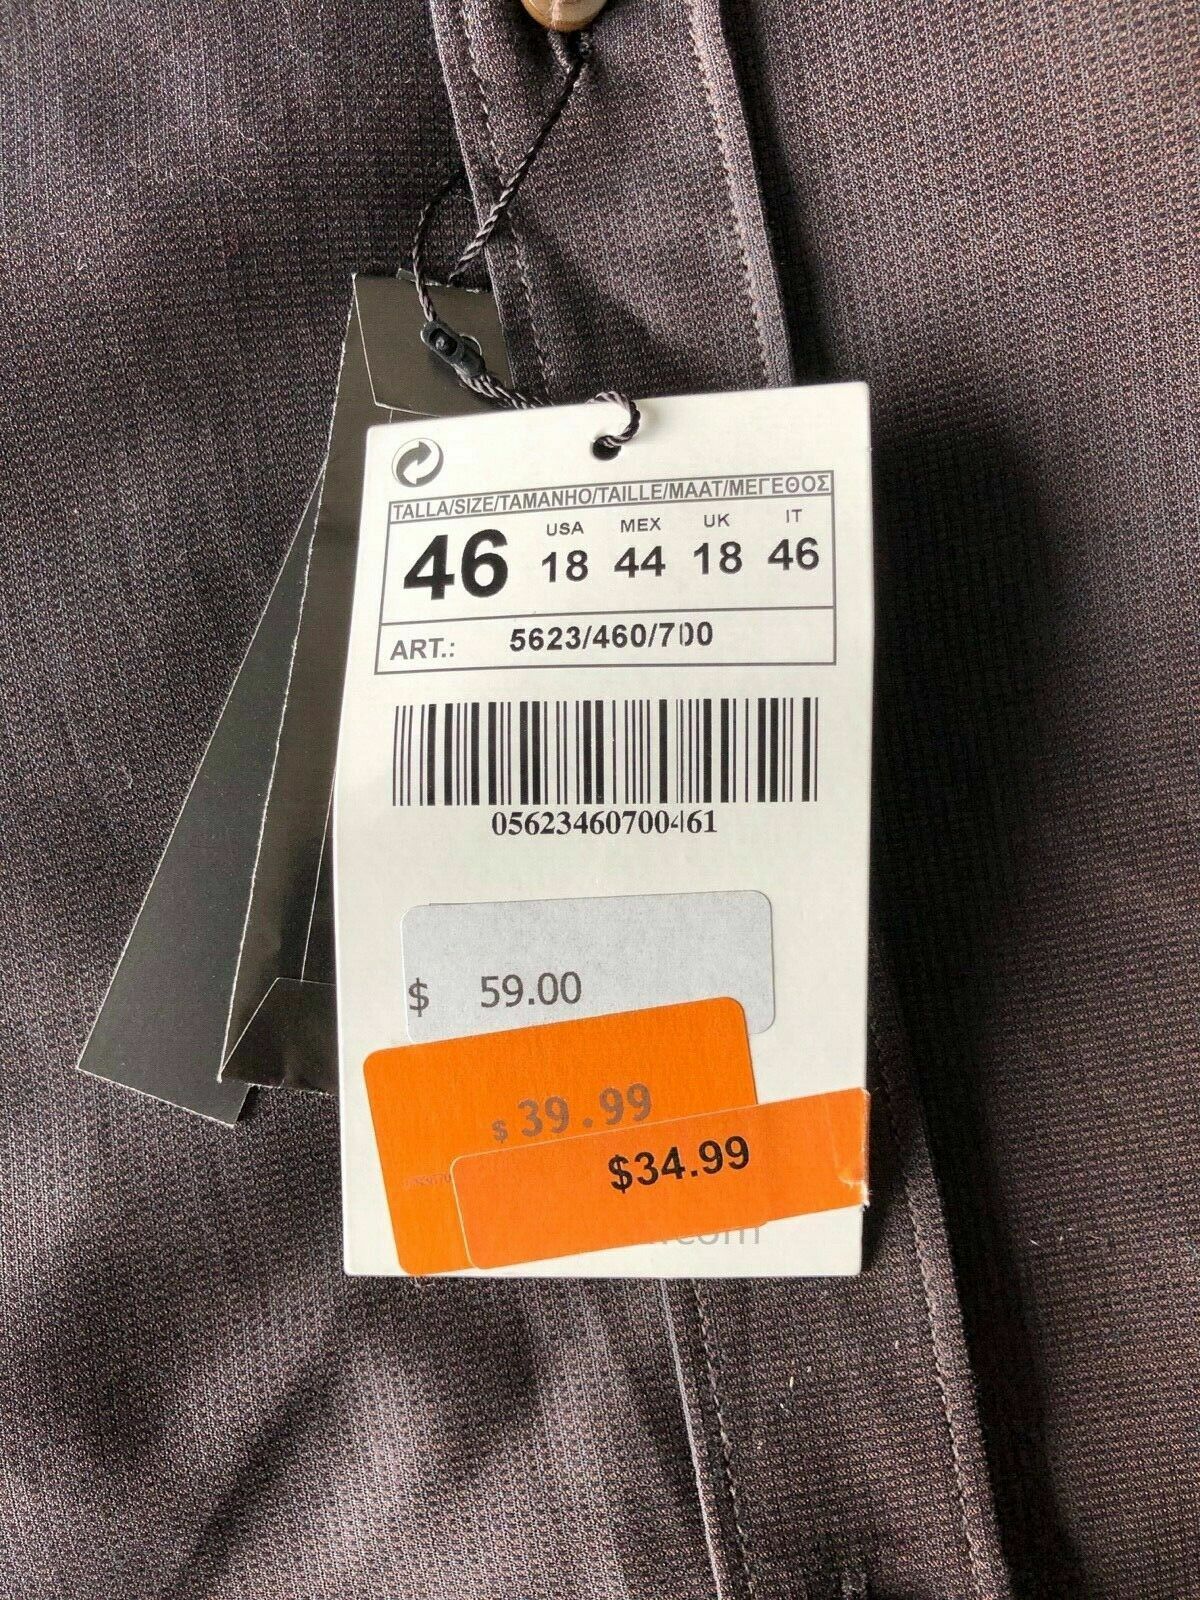 TALLA/SIZE/TAMANHO/TAILLE/MAAT/ΜΕΓΕΘΟΣ
46 USA 18 MEX 44 UK 18 IT 46
ART.: 5623/460/700
05623460700461
$ 59.00
$39.99
$34.99
.com